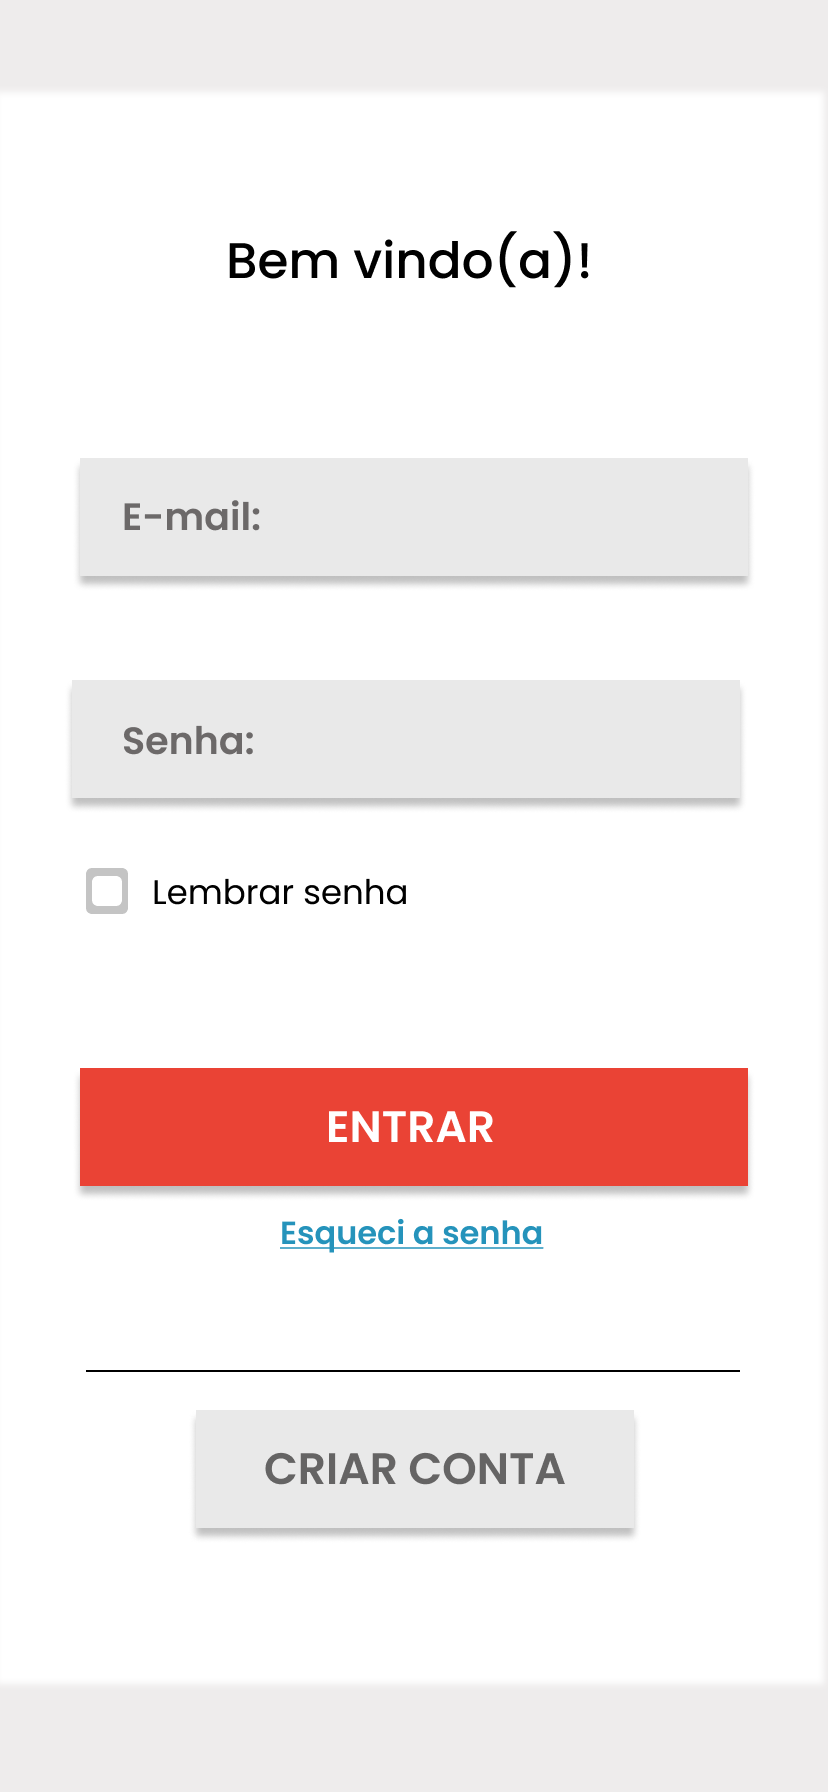 Bem vindo(a)!
E-mail:
Senha:
Lembrar senha
ENTRAR
Esqueci a senha
CRIAR CONTA